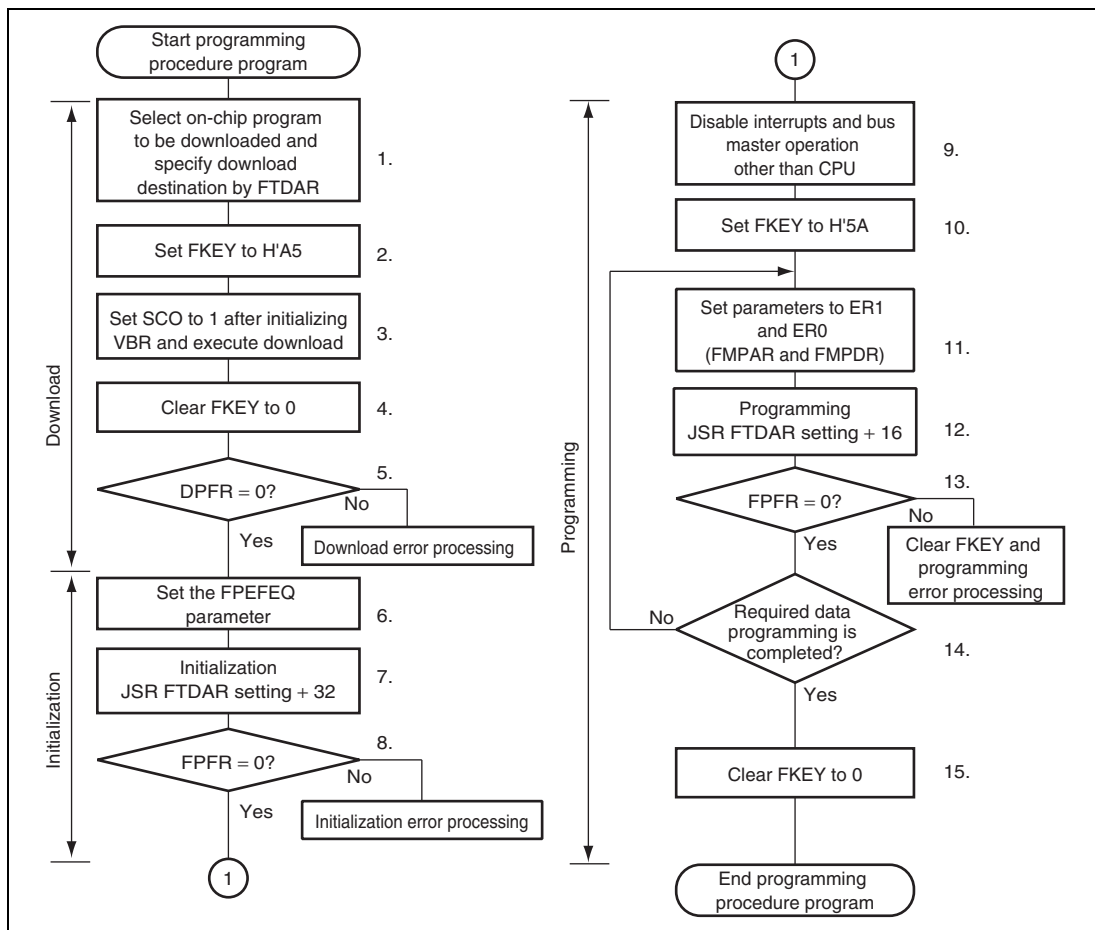 Start programming
procedure program
Download
Select on-chip program
to be downloaded and
specify download
destination by FTDAR
1.
Set FKEY to H'A5
2.
Set SCO to 1 after initializing
VBR and execute download
3.
Clear FKEY to 0
4.
DPFR = 0?
5.
No
Yes
Download error processing
Initialization
Set the FPEFEQ
parameter
6.
Initialization
JSR FTDAR setting + 32
7.
FPFR = 0?
8.
No
Yes
Initialization error processing
1
1
Programming
Disable interrupts and bus
master operation
other than CPU
9.
Set FKEY to H'5A
10.
Set parameters to ER1
and ER0
(FMPAR and FMPDR)
11.
Programming
JSR FTDAR setting + 16
12.
FPFR = 0?
13.
No
Yes
Clear FKEY and
programming
error processing
Required data
programming is
completed?
14.
No
Yes
Clear FKEY to 0
15.
End programming
procedure program